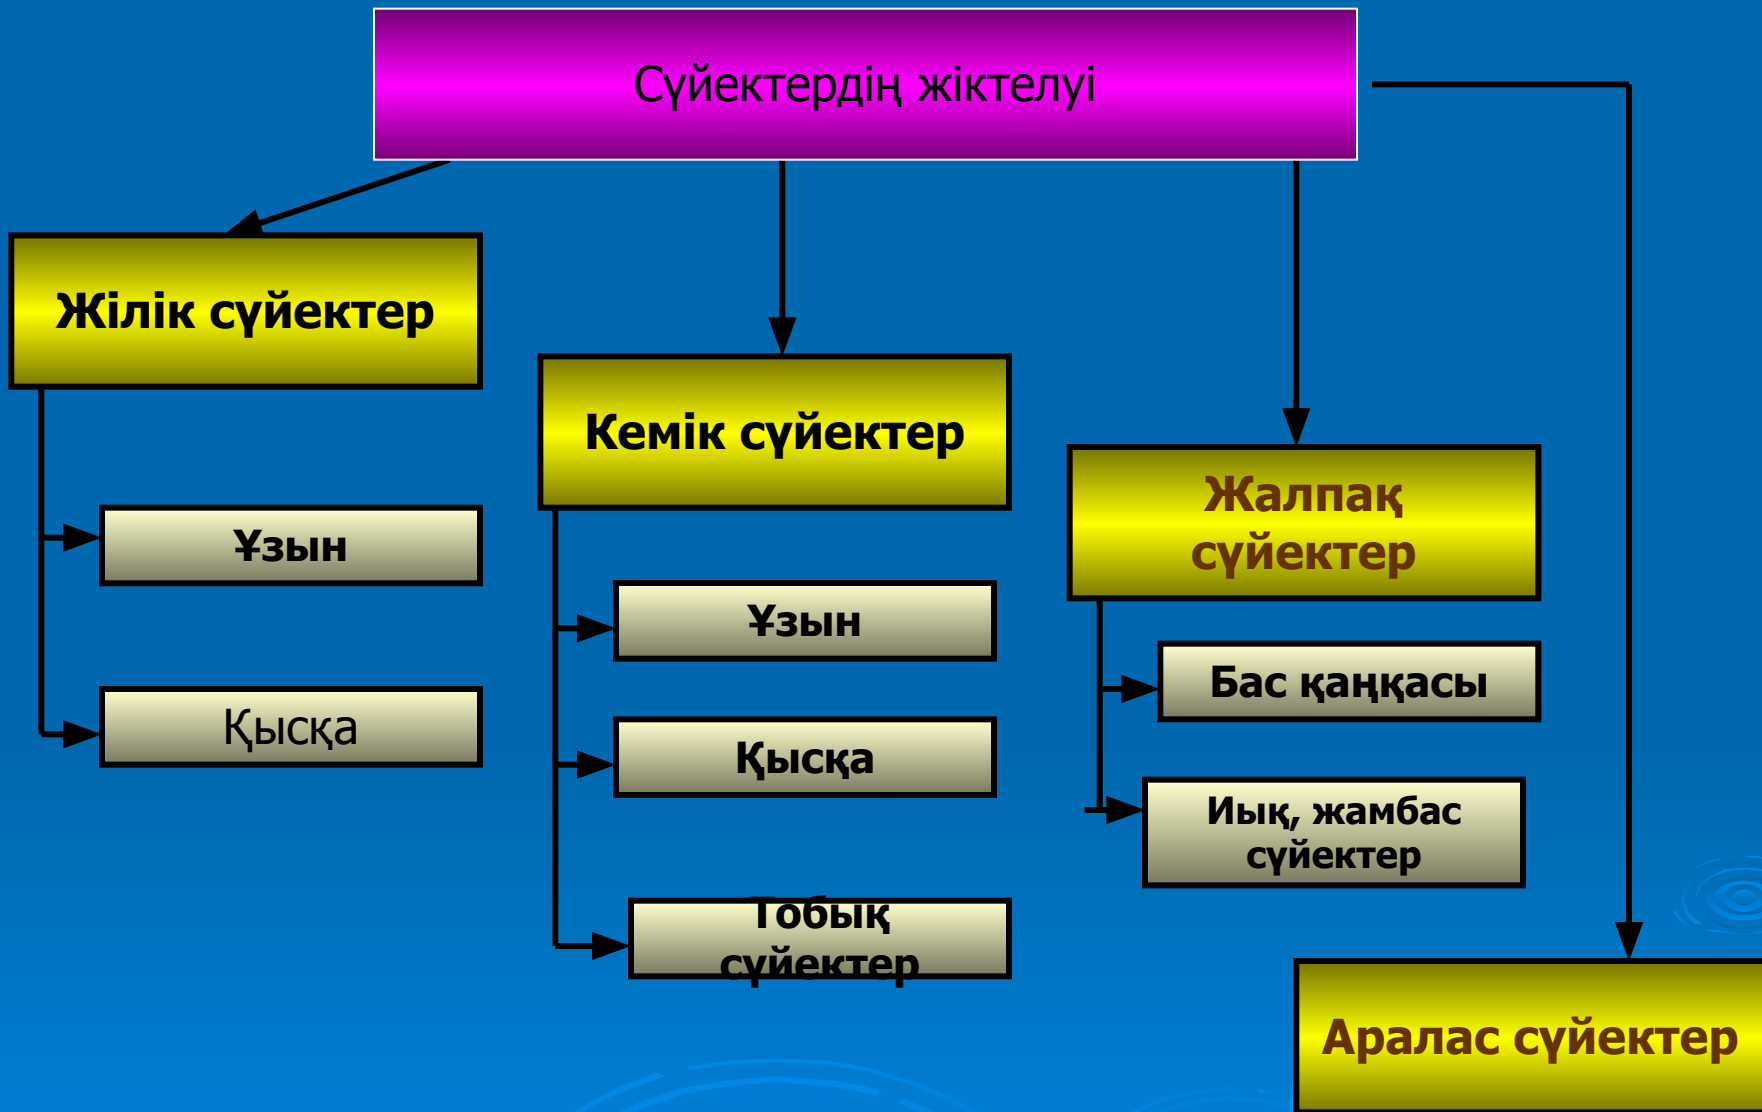 Сүйектердің жіктелуі
Жілік сүйектер
Ұзын
Қысқа
Кемік сүйектер
Ұзын
Қысқа
Тобық
сүйектер
Жалпақ
сүйектер
Бас қаңқасы
Иық, жамбас
сүйектер
Аралас сүйектер